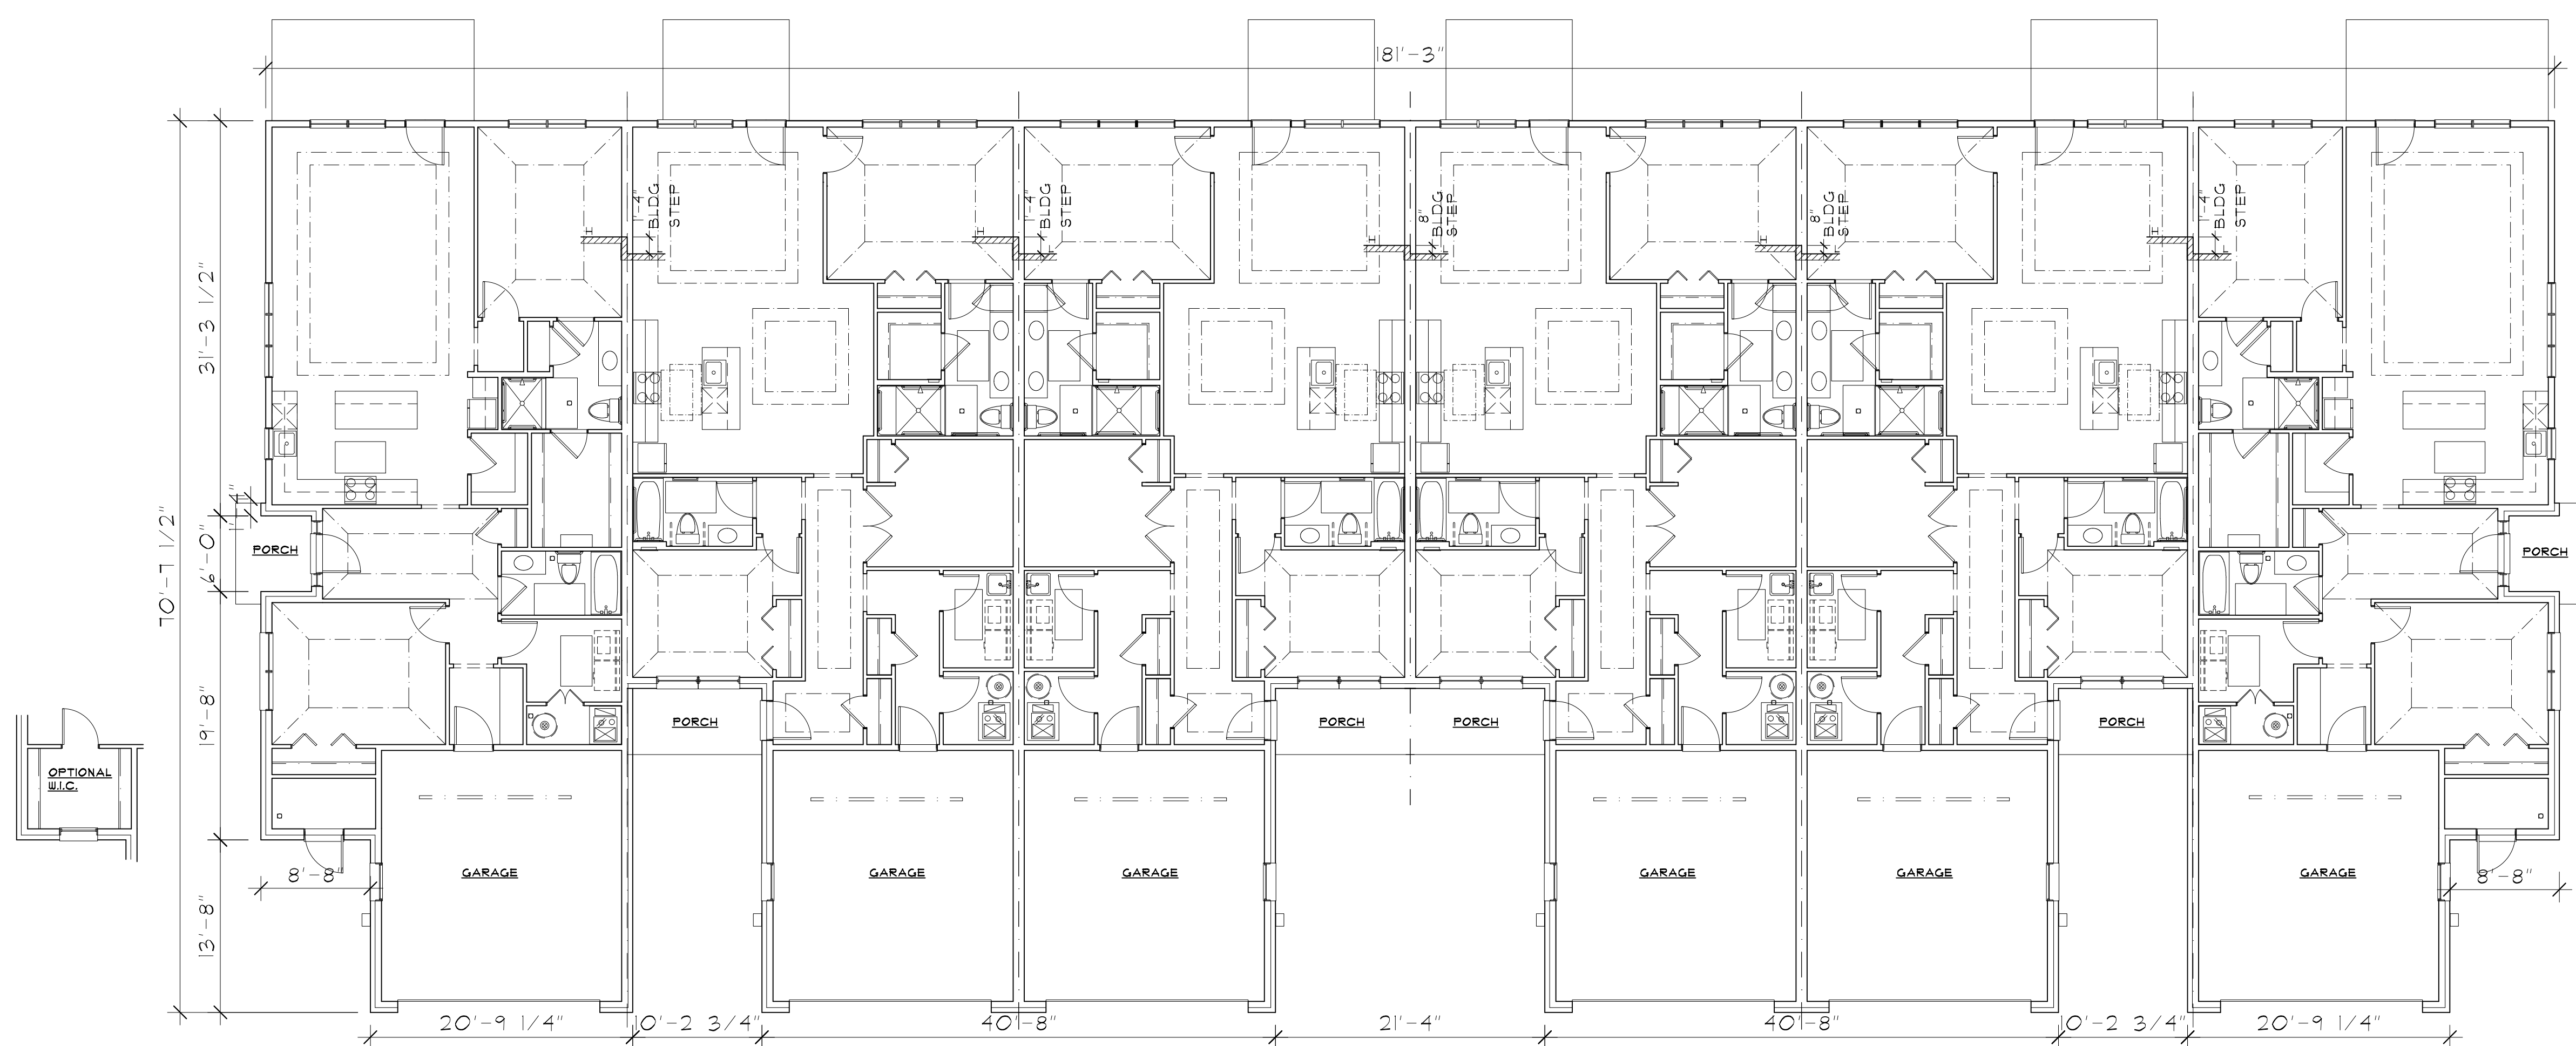 181'-3"
1'-4"
BLDG
STEP
H
L
1'-4"
BLDG
STEP
H
L
8"
BLDG
STEP
H
L
8"
BLDG
STEP
H
L
1'-4"
BLDG
STEP
H
L
31'-3 1/2"
70'-7 1/2"
6'-0"
19'-8"
13'-8"
PORCH
PORCH
PORCH
PORCH
PORCH
PORCH
OPTIONAL
W.I.C.
GARAGE
GARAGE
GARAGE
GARAGE
GARAGE
GARAGE
8'-8"
8'-8"
20'-9 1/4"
10'-2 3/4"
40'-8"
21'-4"
40'-8"
10'-2 3/4"
20'-9 1/4"